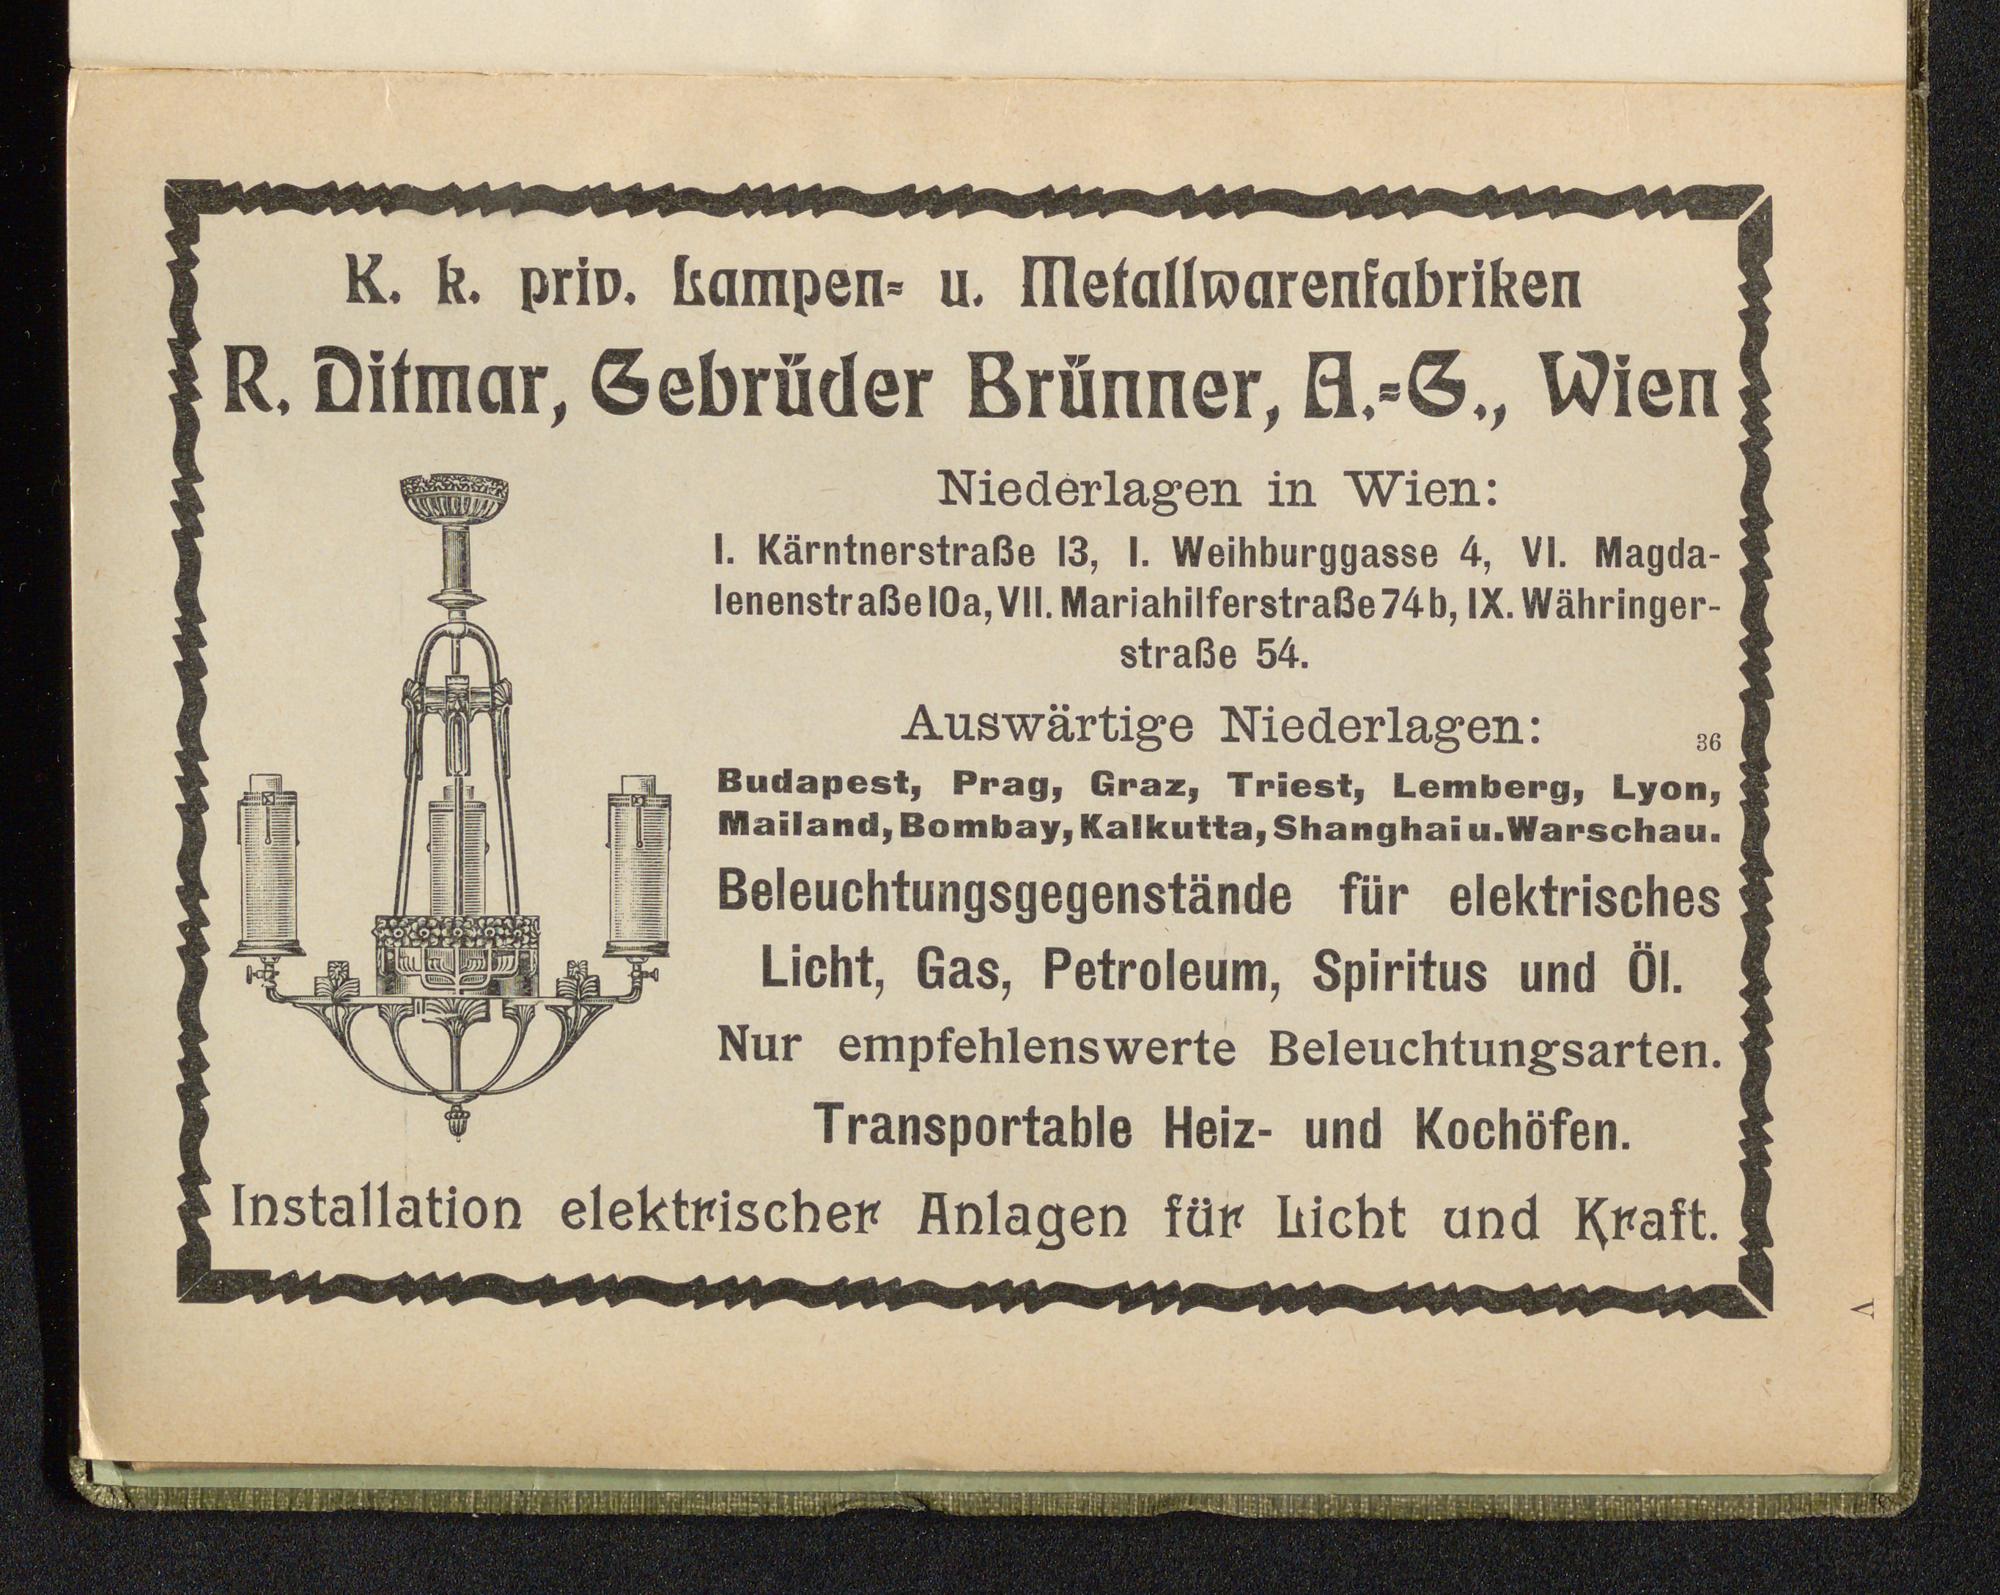 K. k. priv. Lampen- u. Metallwarenfabriken
R. Ditmar, Gebrüder Brünner, A.-G., Wien
Niederlagen in Wien:
I. Kärntnerstraße 13, I. Weihburggasse 4, VI. Magda-
lenenstraße 10a, VII. Mariahilferstraße 74b, IX. Währinger-
straße 54.
Auswärtige Niederlagen:
36
Budapest, Prag, Graz, Triest, Lemberg, Lyon,
Mailand, Bombay, Kalkutta, Shanghai u. Warschau.
Beleuchtungsgegenstände für elektrisches
Licht, Gas, Petroleum, Spiritus und Öl.
Nur empfehlenswerte Beleuchtungsarten.
Transportable Heiz- und Kochöfen.
Installation elektrischer Anlagen für Licht und Kraft.
V